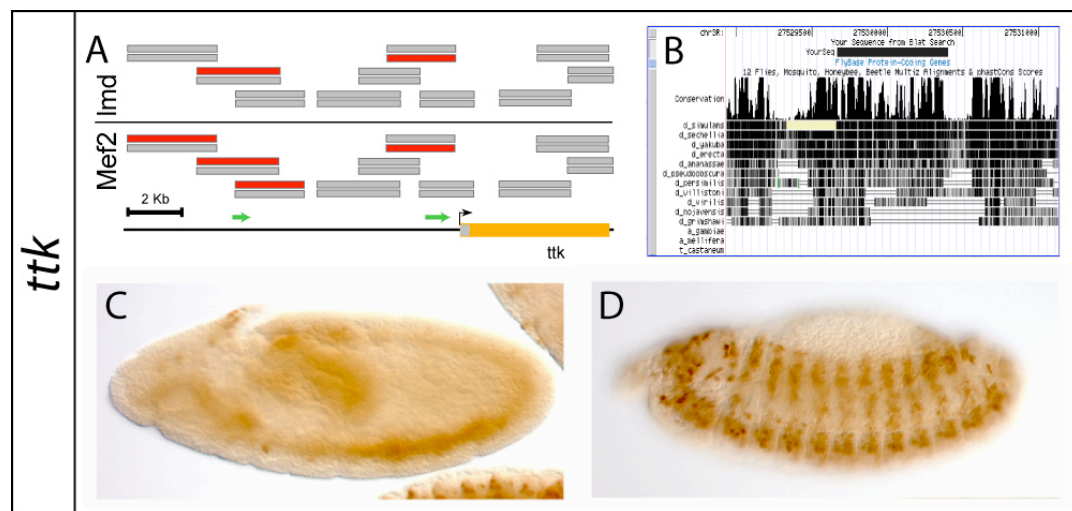 ttk
A
lmd
Mef2
2 Kb
ttk
B
chr3R:
27529500
27530000
27530500
27531000
Your Sequence from Blat Search
YourSeq
FlyBase Protein-Coding Genes
12 Flies, Mosquito, Honeybee, Beetle Multiz Alignments & phastCons Scores
Conservation
d_simulans
d_sechellia
d_yakuba
d_erecta
d_ananassae
d_pseudoobscura
d_persimilis
d_willistoni
d_virilis
d_mojavensis
d_grimshawi
a_gambiae
a_mellifera
t_castaneum
C
D